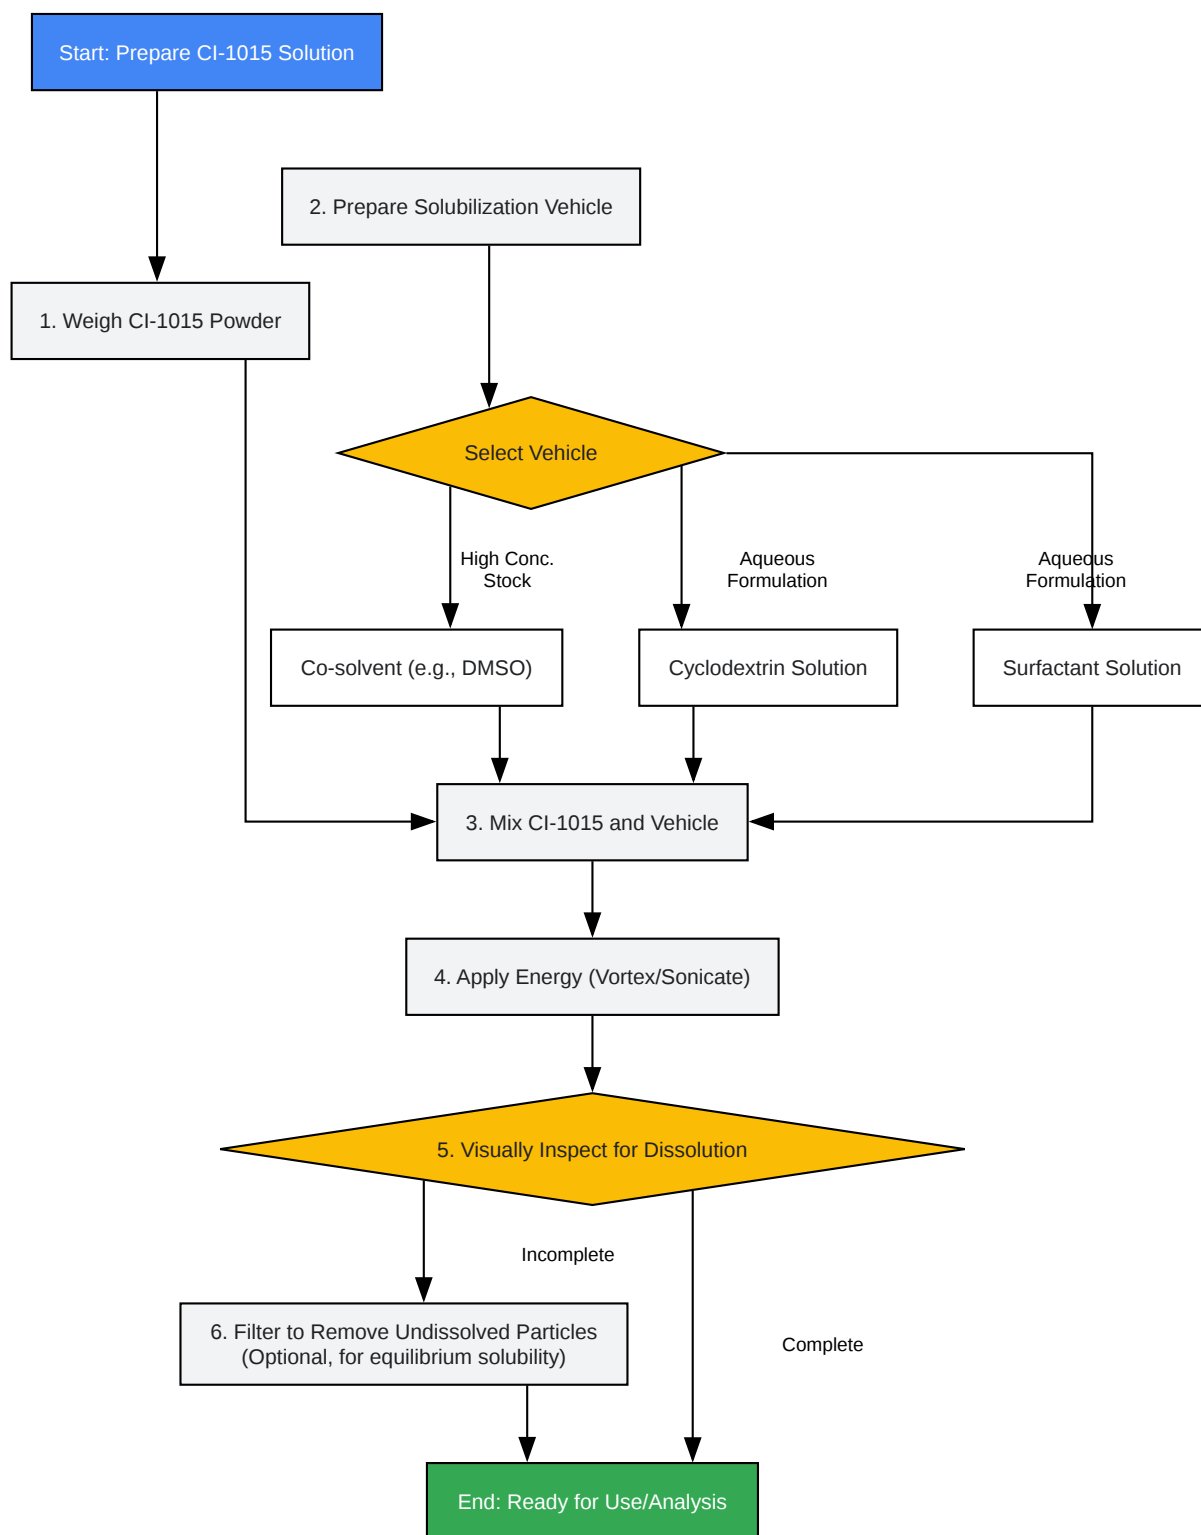 Start: Prepare CI-1015 Solution
2. Prepare Solubilization Vehicle
1. Weigh CI-1015 Powder
Select Vehicle
High Conc.
Stock
Aqueous
Formulation
Aqueous
Formulation
Co-solvent (e.g., DMSO)
Cyclodextrin Solution
Surfactant Solution
3. Mix CI-1015 and Vehicle
4. Apply Energy (Vortex/Sonicate)
5. Visually Inspect for Dissolution
Incomplete
6. Filter to Remove Undissolved Particles
(Optional, for equilibrium solubility)
Complete
End: Ready for Use/Analysis